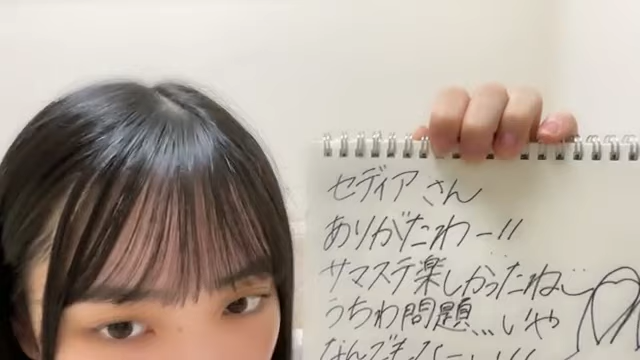 セディアさん
ありがたわー!!
サマステ楽しかったね〜
うちわ問題...いや